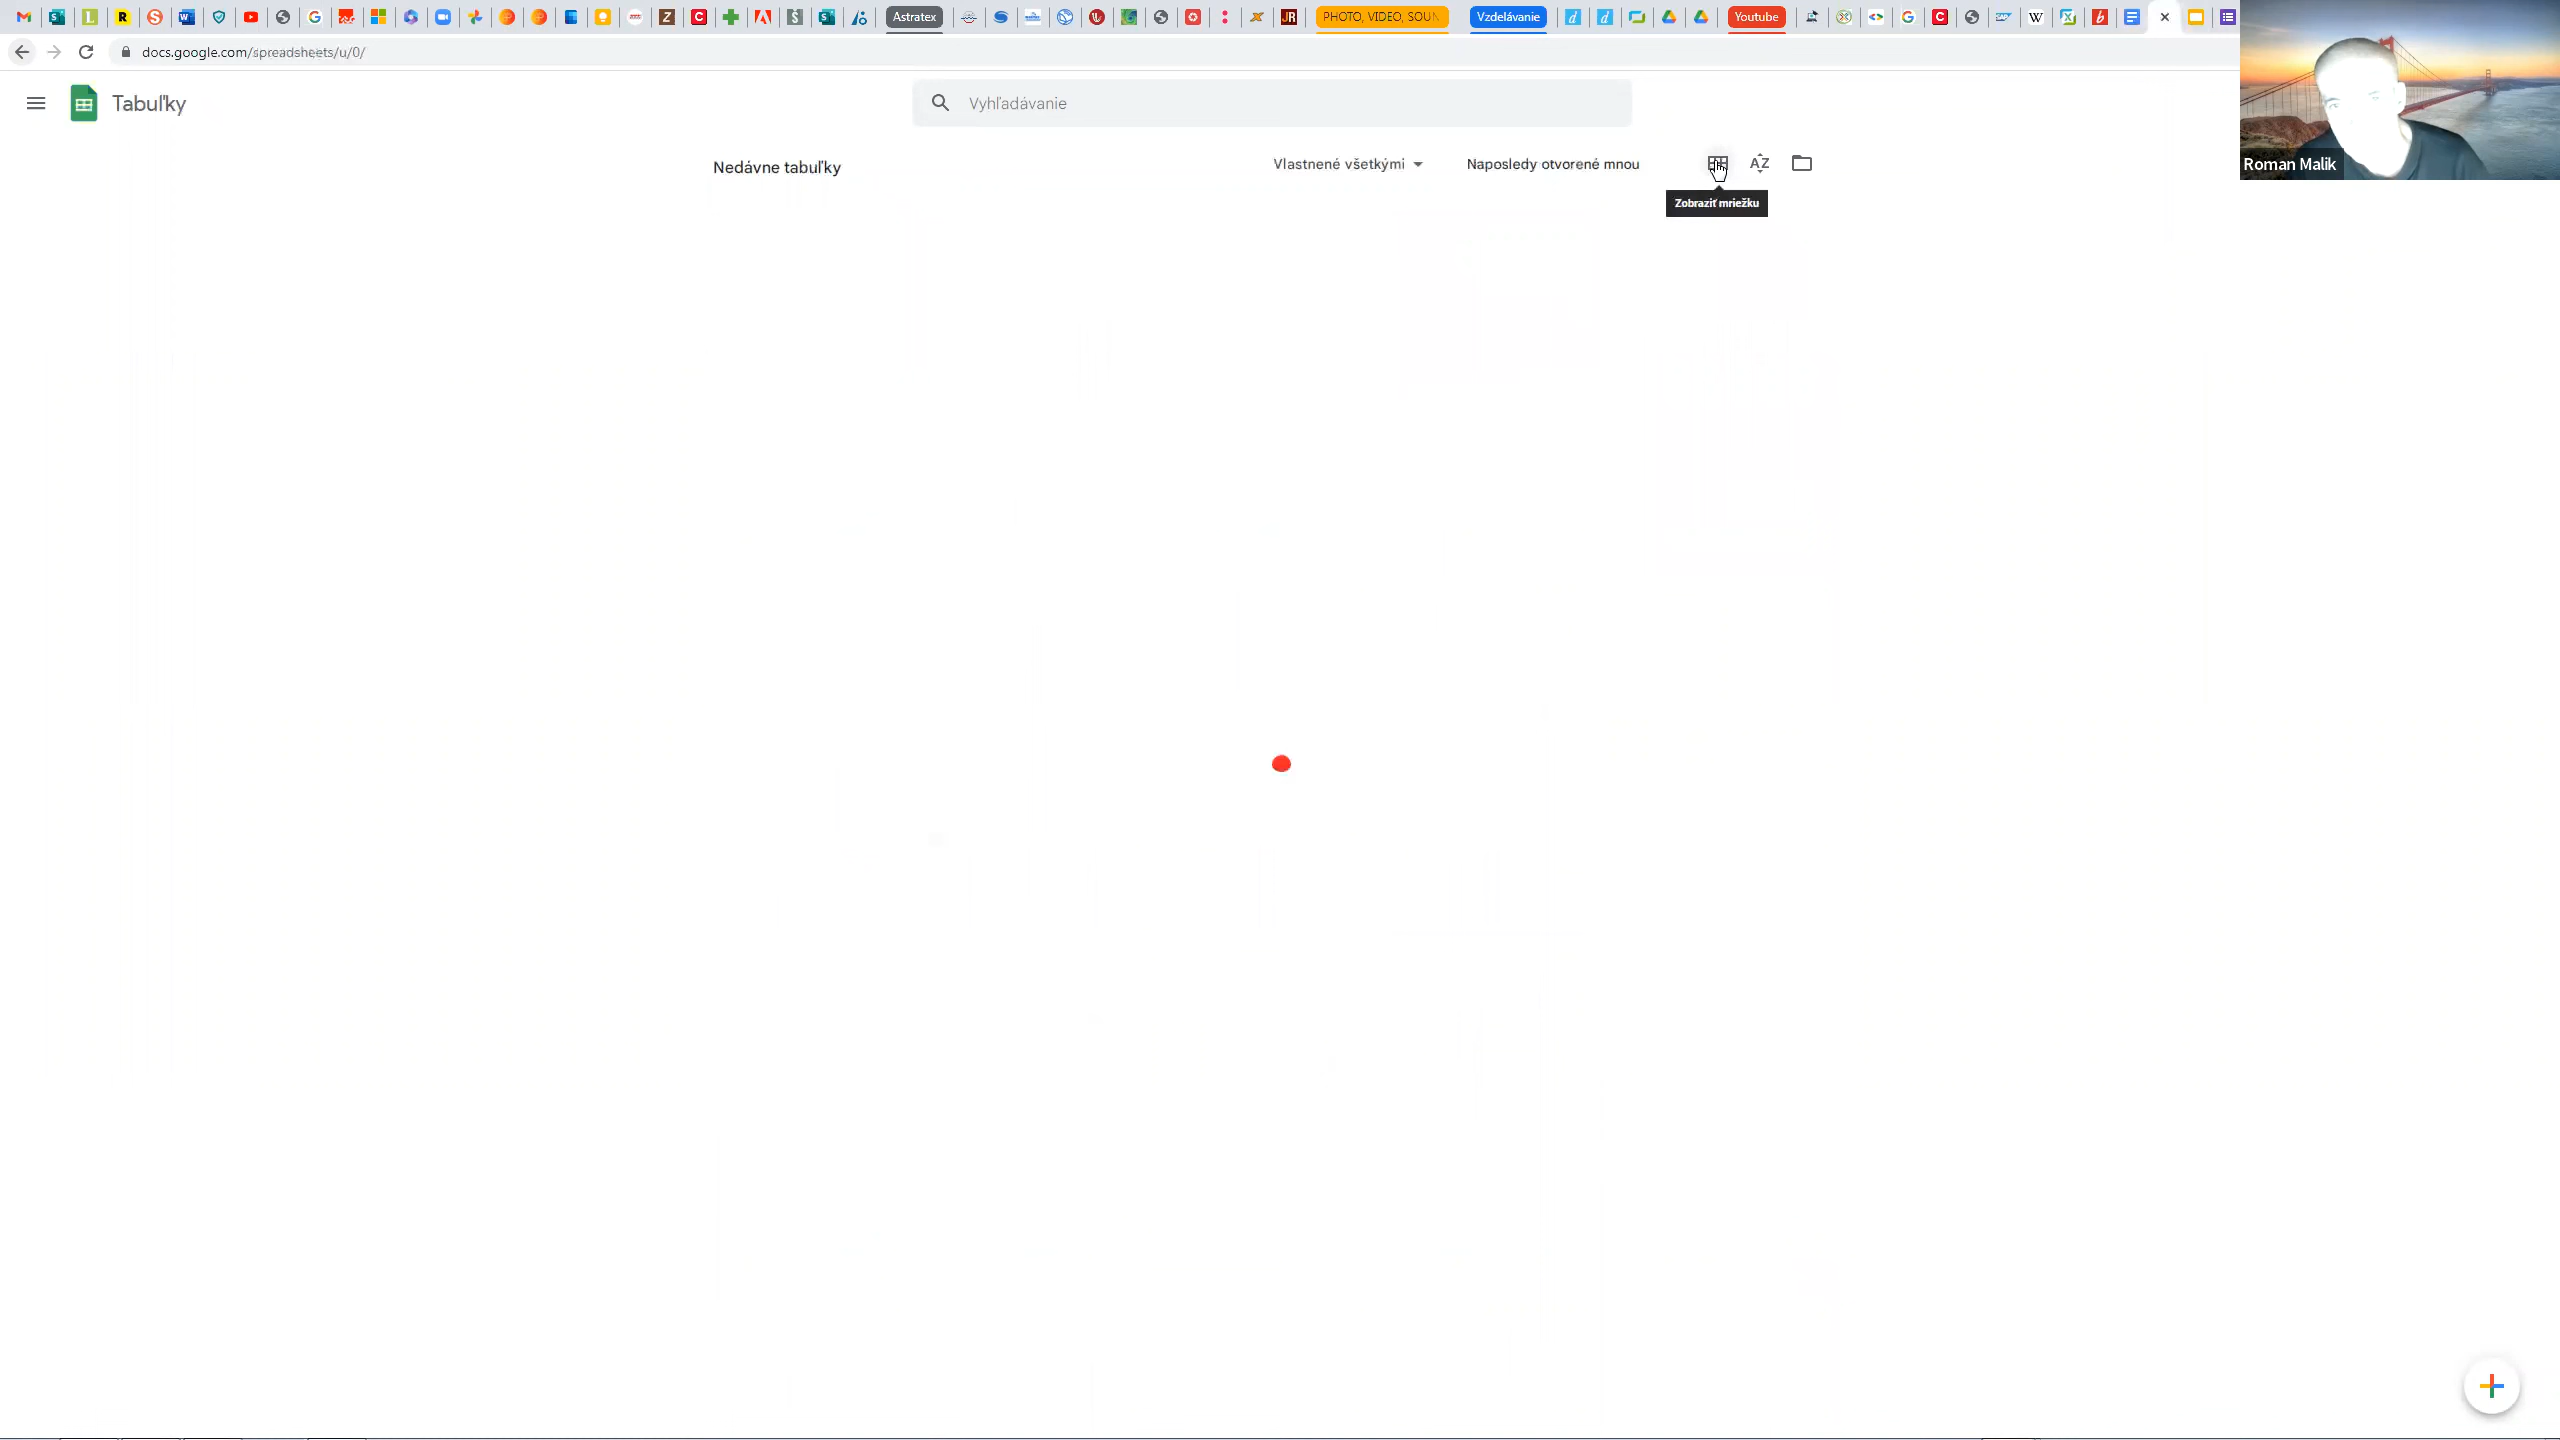 Astratex
PHOTO, VIDEO, SOUN
Vzdelávanie
Youtube
docs.google.com/spreadsheets/u/0/
Tabuľky
Vyhľadávanie
Nedávne tabuľky
Vlastnené všetkými
Naposledy otvorené mnou
AZ
Zobraziť mriežku
Roman Malik